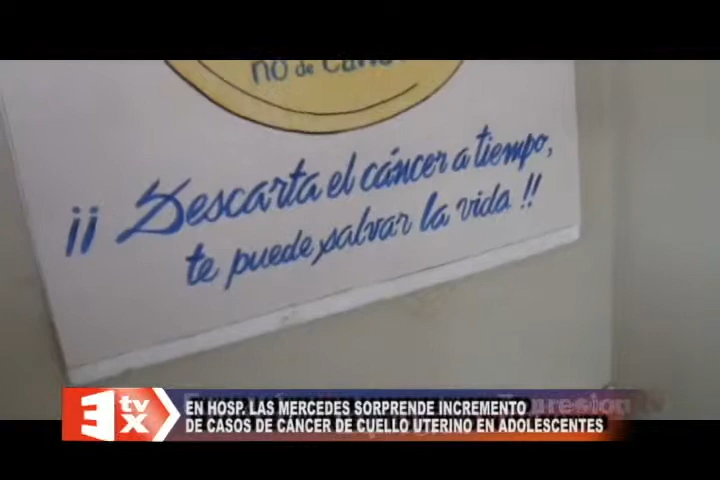 no de
¡¡ Descarta el cáncer a tiempo,
te puede salvar la vida !!
tv
EN HOSP. LAS MERCEDES SORPRENDE INCREMENTO
DE CASOS DE CÁNCER DE CUELLO UTERINO EN ADOLESCENTES